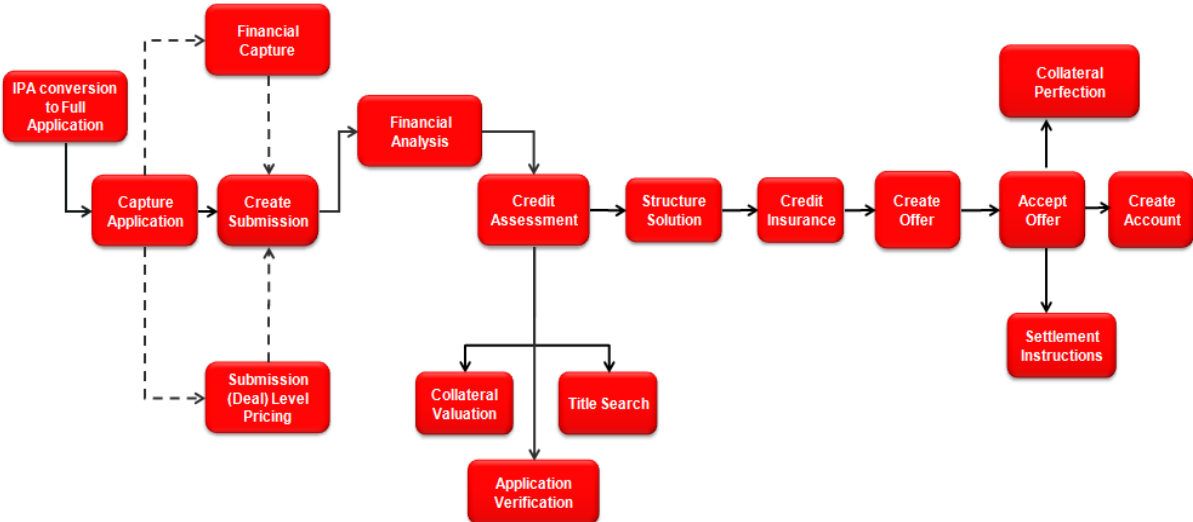 Financial
Capture
IPA conversion
to Full
Application
Collateral
Perfection
Financial
Analysis
Capture
Application
Create
Submission
Credit
Assessment
Structure
Solution
Credit
Insurance
Create
Offer
Accept
Offer
Create
Account
Settlement
Instructions
Submission
(Deal) Level
Pricing
Collateral
Valuation
Title Search
Application
Verification